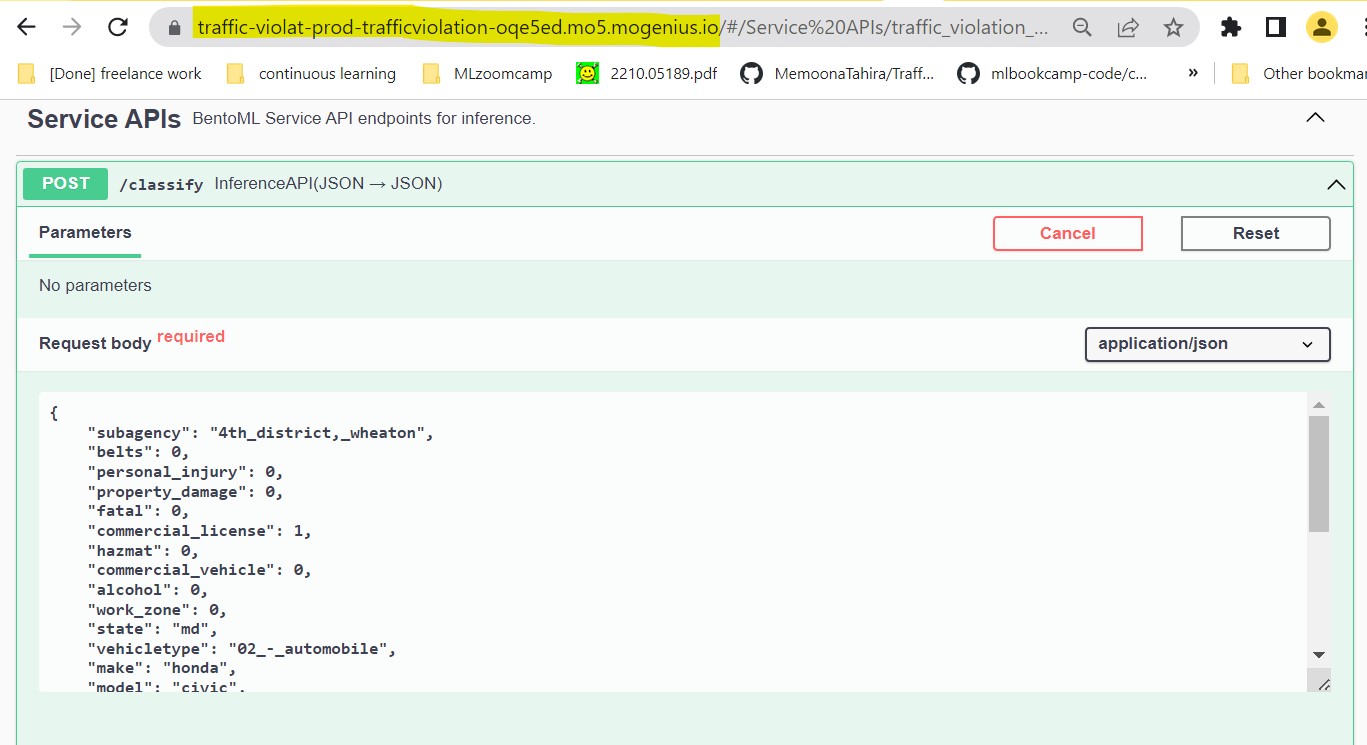 traffic-violat-prod-trafficviolation-oqe5ed.mo5.mogenius.io/#/Service%20APIs/traffic_violation_...
[Done] freelance work continuous learning MLzoomcamp 2210.05189.pdf MemoonaTahira/Traff... mlbookcamp-code/c... » Other bookmar
Service APIs BentoML Service API endpoints for inference.
POST /classify InferenceAPI(JSON → JSON)
Parameters Cancel Reset
No parameters
Request body required application/json
{
"subagency": "4th_district,_wheaton",
"belts": 0,
"personal_injury": 0,
"property_damage": 0,
"fatal": 0,
"commercial_license": 1,
"hazmat": 0,
"commercial_vehicle": 0,
"alcohol": 0,
"work_zone": 0,
"state": "md",
"vehicletype": "02_-_automobile",
"make": "honda",
"model": "civic",